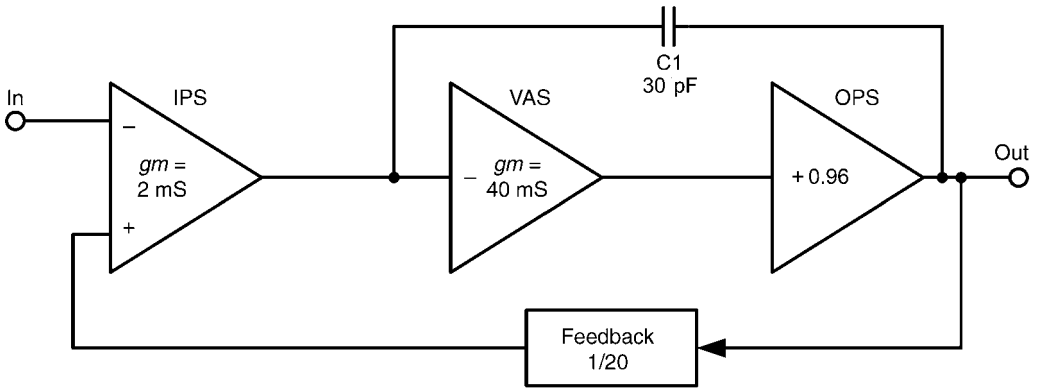 C1
30 pF
In
IPS
VAS
OPS
Out
−
gm =
2 mS
+
−
gm =
40 mS
+ 0.96
Feedback
1/20